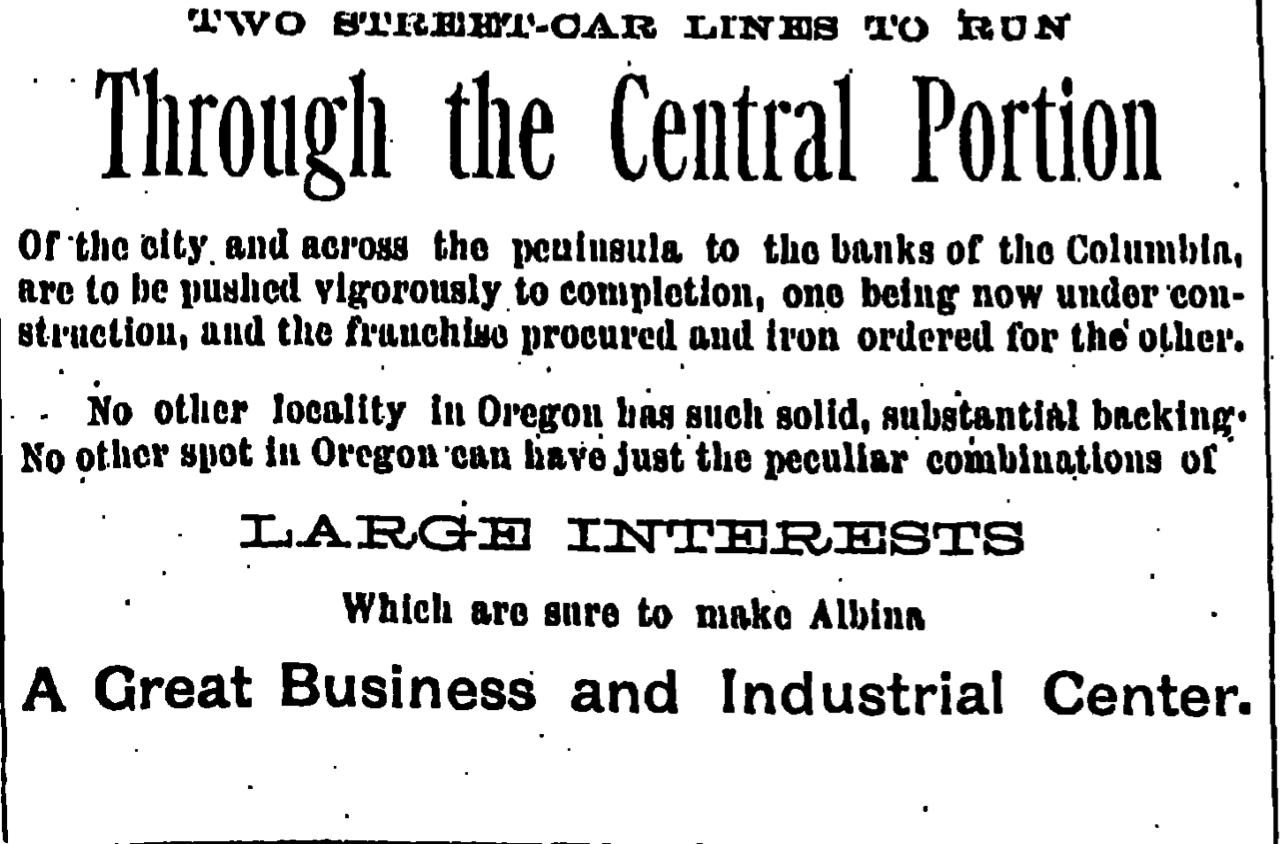 TWO STREET-CAR LINES TO RUN
Through the Central Portion
Of the city and across the peninsula to the banks of the Columbia,
are to be pushed vigorously to completion, one being now under con-
struction, and the franchise procured and iron ordered for the other.
No other locality in Oregon has such solid, substantial backing.
No other spot in Oregon can have just the peculiar combinations of
LARGE INTERESTS
Which are sure to make Albina
A Great Business and Industrial Center.